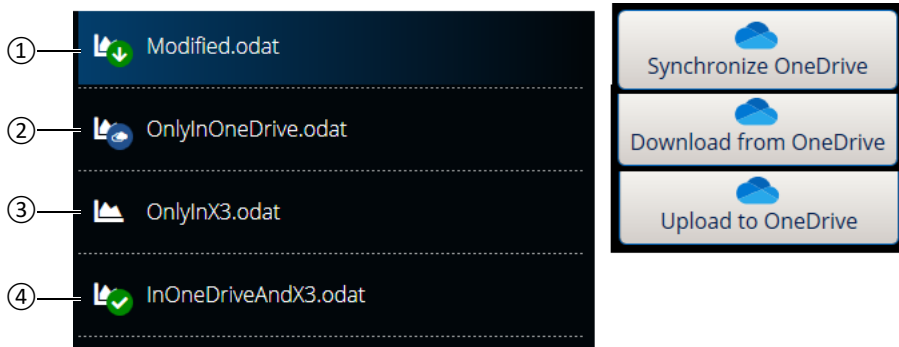 ① Modified.odat
② OnlyInOneDrive.odat
③ OnlyInX3.odat
④ InOneDriveAndX3.odat
Synchronize OneDrive
Download from OneDrive
Upload to OneDrive